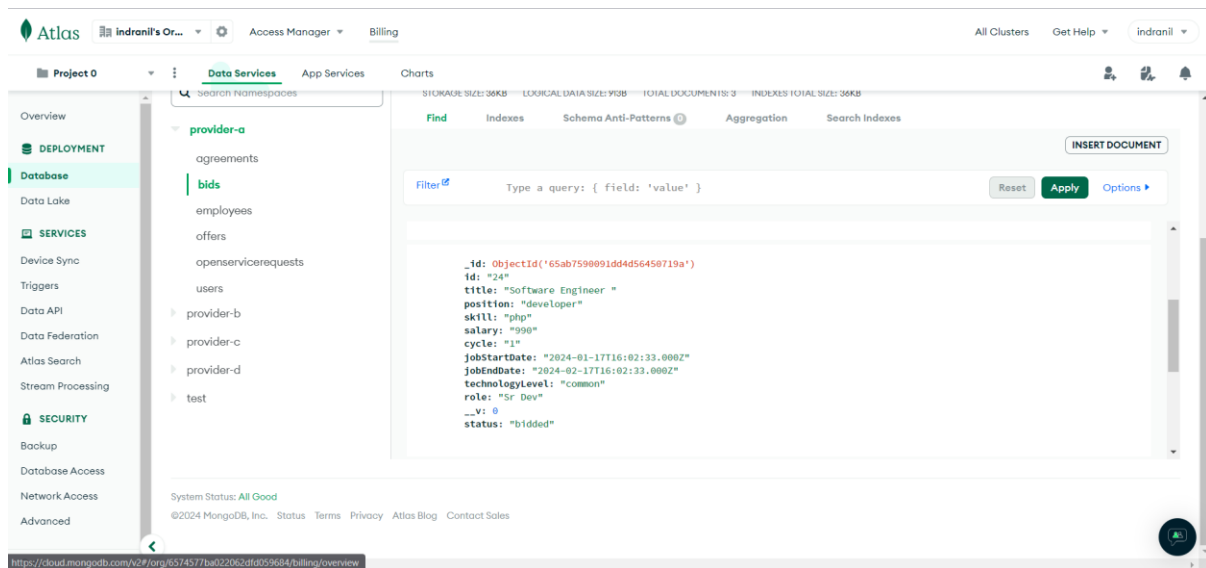 Atlas
indranil's Or...
Access Manager
Billing
All Clusters
Get Help
indranil
Project 0
Data Services
App Services
Charts
Overview
DEPLOYMENT
Database
Data Lake
SERVICES
Device Sync
Triggers
Data API
Data Federation
Atlas Search
Stream Processing
SECURITY
Backup
Database Access
Network Access
Advanced
Search Namespaces
provider-a
agreements
bids
employees
offers
openservicerequests
users
provider-b
provider-c
provider-d
test
STORAGE SIZE: 36KB LOGICAL DATA SIZE: 913B TOTAL DOCUMENTS: 3 INDEXES TOTAL SIZE: 36KB
Find Indexes Schema Anti-Patterns 0 Aggregation Search Indexes
INSERT DOCUMENT
Filter
Type a query: { field: 'value' }
Reset
Apply
Options
_id: ObjectId('65ab7590091dd4d56450719a')
id: "24"
title: "Software Engineer "
position: "developer"
skill: "php"
salary: "990"
cycle: "1"
jobStartDate: "2024-01-17T16:02:33.000Z"
jobEndDate: "2024-02-17T16:02:33.000Z"
technologyLevel: "common"
role: "Sr Dev"
__v: 0
status: "bidded"
System Status: All Good
©2024 MongoDB, Inc. Status Terms Privacy Atlas Blog Contact Sales
https://cloud.mongodb.com/v2#/org/6574577ba022062dfd059684/billing/overview